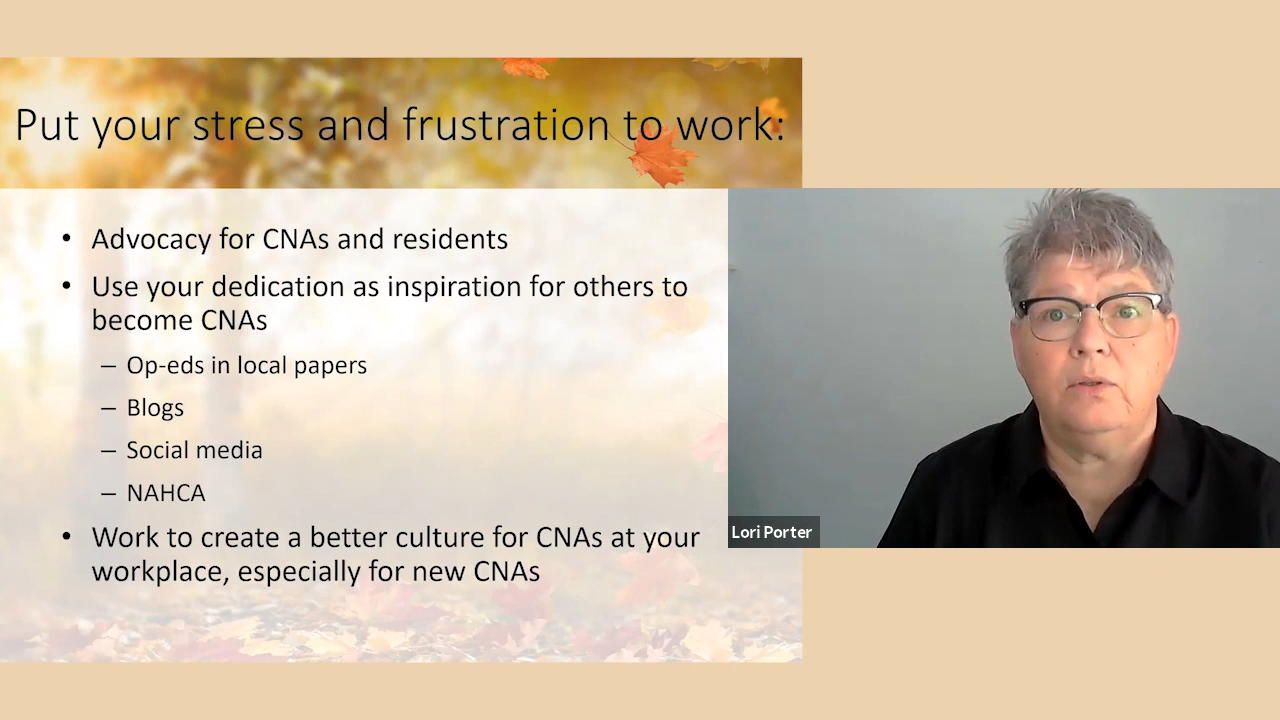 Put your stress and frustration to work:
• Advocacy for CNAs and residents
• Use your dedication as inspiration for others to
become CNAs
– Op-eds in local papers
– Blogs
– Social media
– NAHCA
• Work to create a better culture for CNAs at your
workplace, especially for new CNAs
Lori Porter